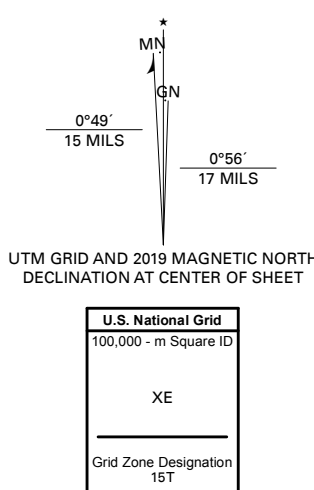 MN
GN
0°49´
15 MILS
0°56´
17 MILS
UTM GRID AND 2019 MAGNETIC NORTH
DECLINATION AT CENTER OF SHEET
U.S. National Grid
100,000 - m Square ID
XE
Grid Zone Designation
15T